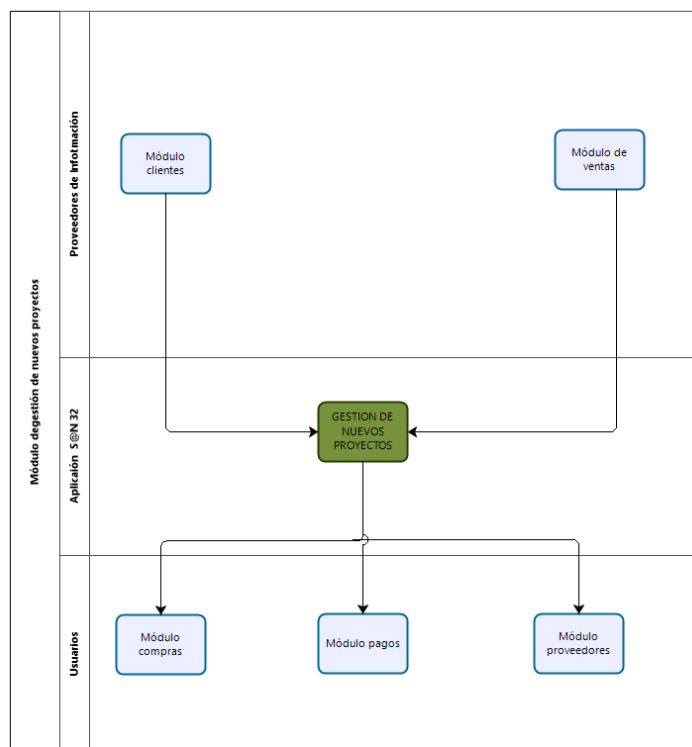 Módulo degestión de nuevos proyectos
Proveedores de Infotmación
Módulo
clientes
Módulo de
ventas
Aplicaión S@N 32
GESTION DE
NUEVOS
PROYECTOS
Usuarios
Módulo
compras
Módulo pagos
Módulo
proveedores